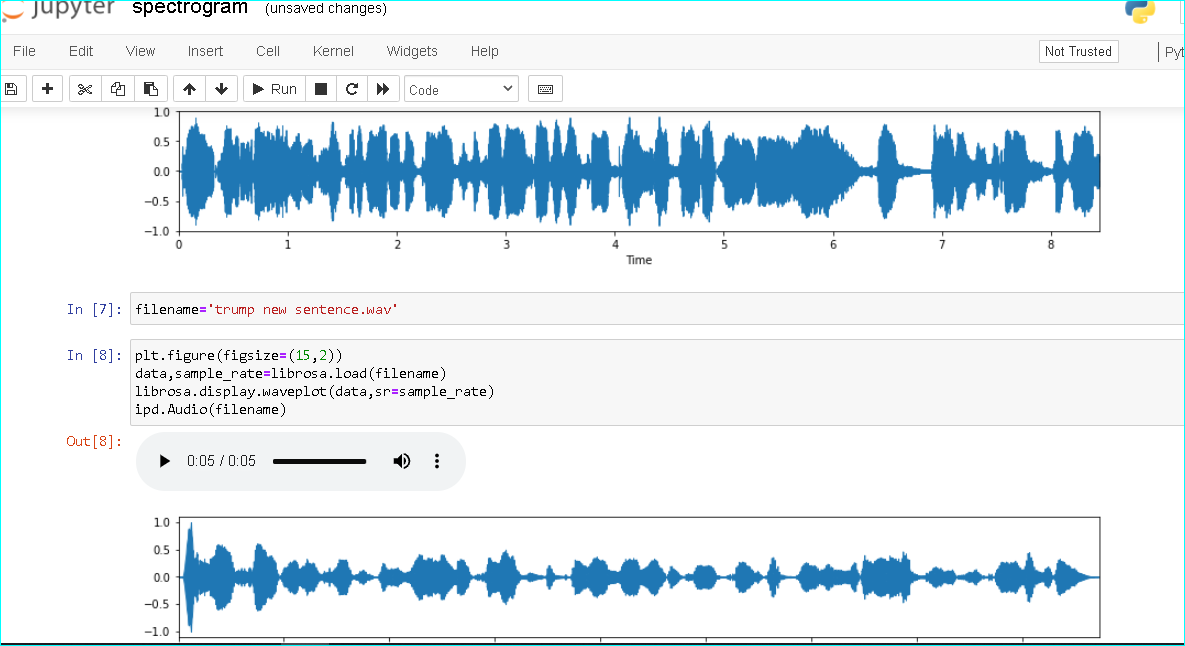 jupyter spectrogram (unsaved changes)
File Edit View Insert Cell Kernel Widgets Help Not Trusted Pyt
Run Code
1.0
0.5
0.0
−0.5
−1.0
0 1 2 3 4 5 6 7 8
Time
In [7]: filename='trump new sentence.wav'
In [8]: plt.figure(figsize=(15,2))
data,sample_rate=librosa.load(filename)
librosa.display.waveplot(data,sr=sample_rate)
ipd.Audio(filename)
Out[8]:
0:05 / 0:05
1.0
0.5
0.0
−0.5
−1.0